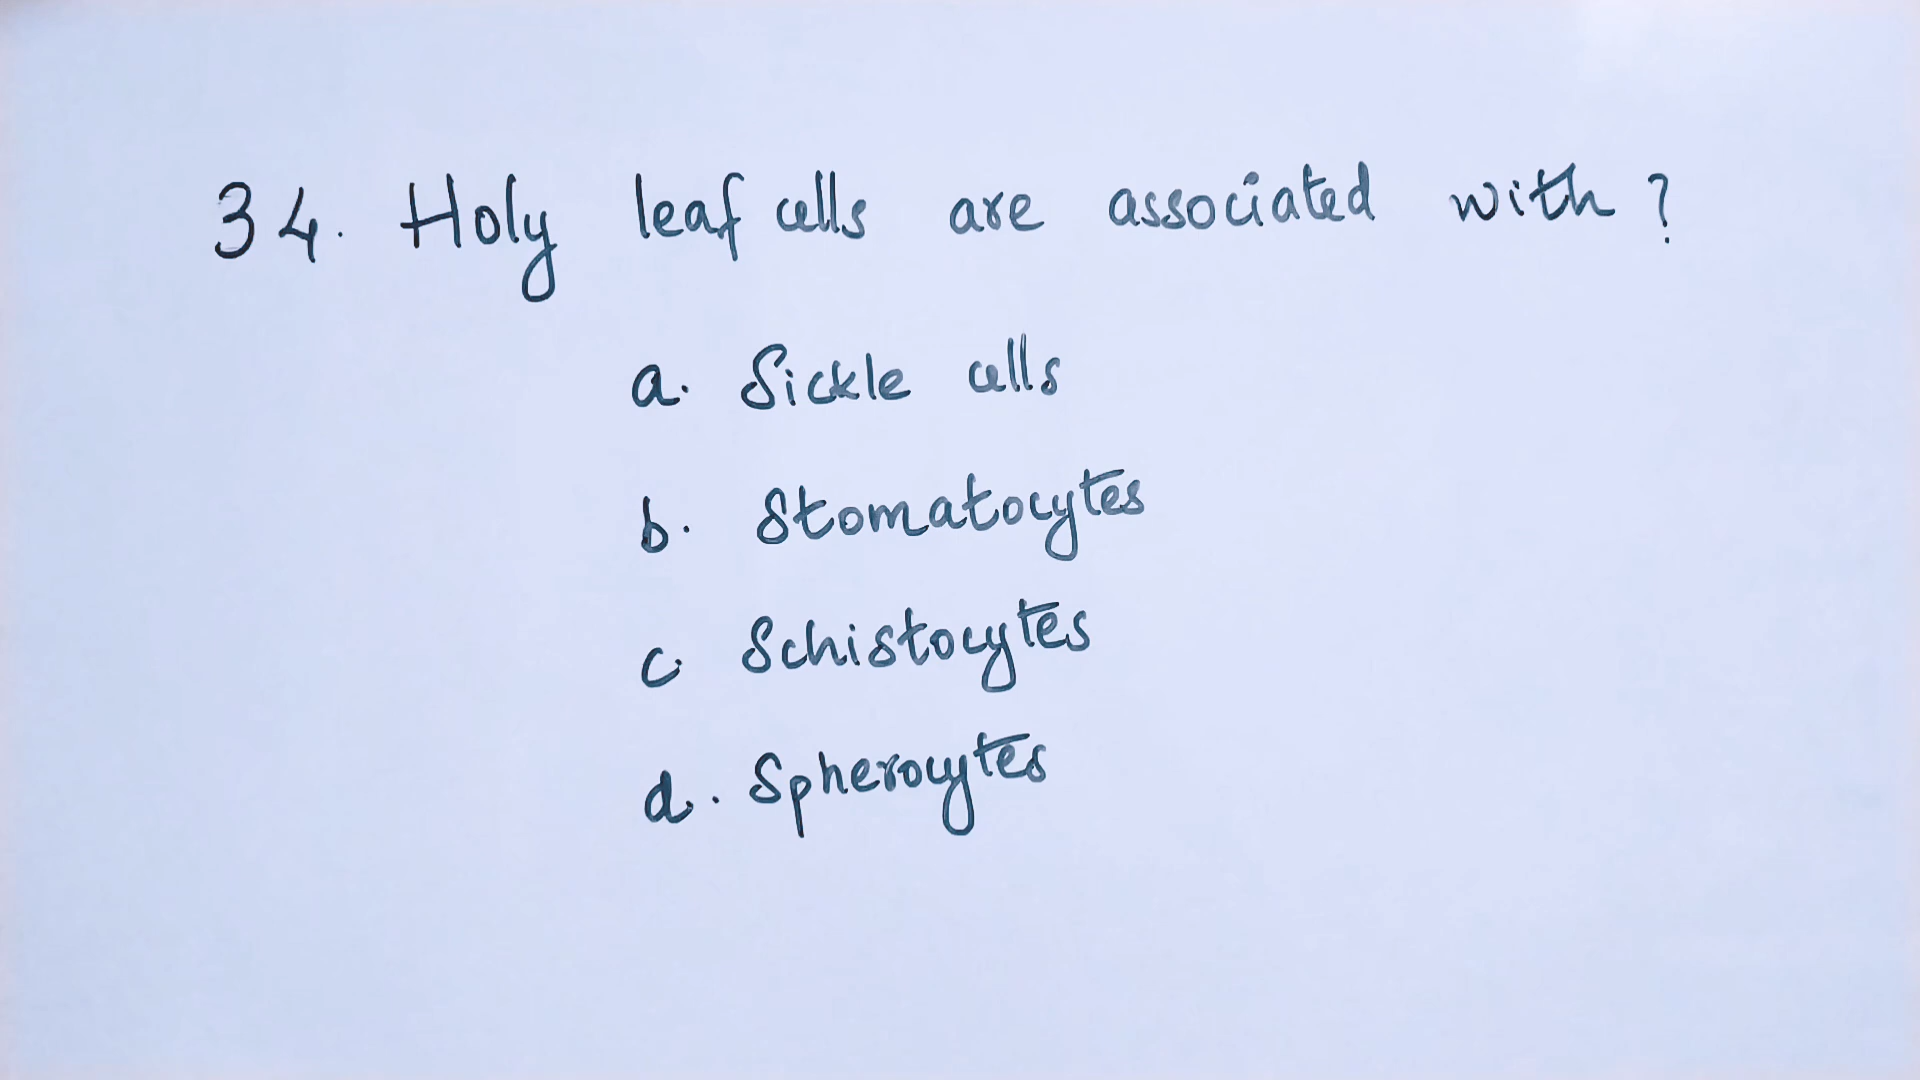 34. Holy leaf cells are associated with?
a. Sickle cells
b. Stomatocytes
c. Schistocytes
d. Spherocytes